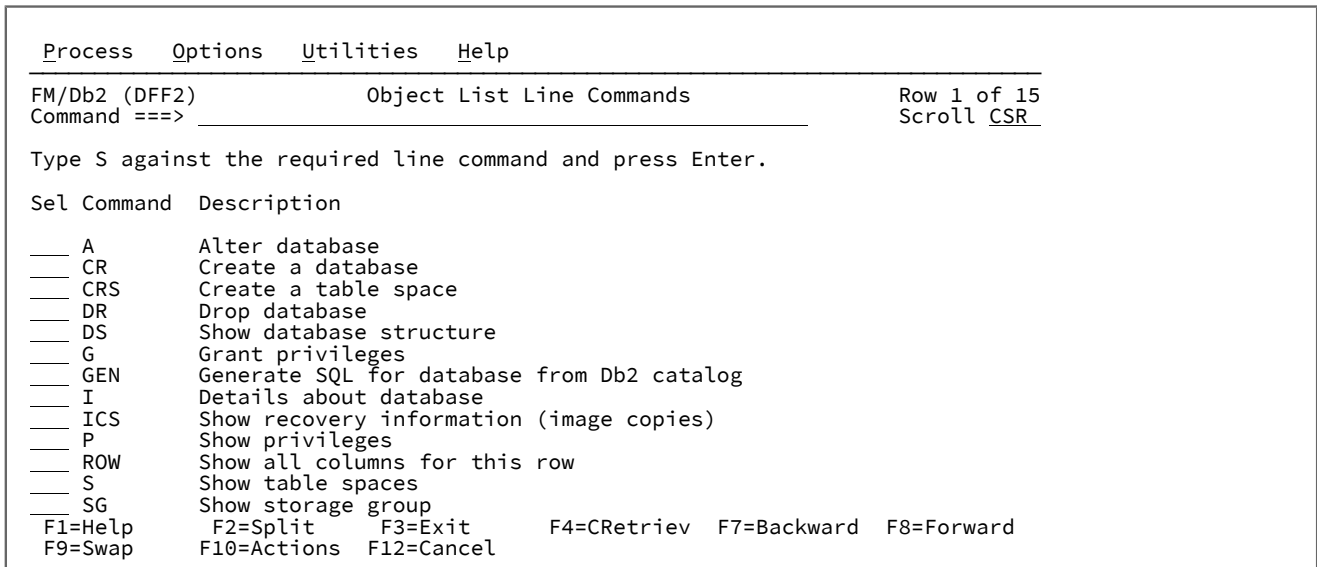 Process Options Utilities Help
FM/Db2 (DFF2) Object List Line Commands Row 1 of 15
Command ===> Scroll CSR
Type S against the required line command and press Enter.
Sel Command Description
A Alter database
CR Create a database
CRS Create a table space
DR Drop database
DS Show database structure
G Grant privileges
GEN Generate SQL for database from Db2 catalog
I Details about database
ICS Show recovery information (image copies)
P Show privileges
ROW Show all columns for this row
S Show table spaces
SG Show storage group
F1=Help F2=Split F3=Exit F4=CRetriev F7=Backward F8=Forward
F9=Swap F10=Actions F12=Cancel